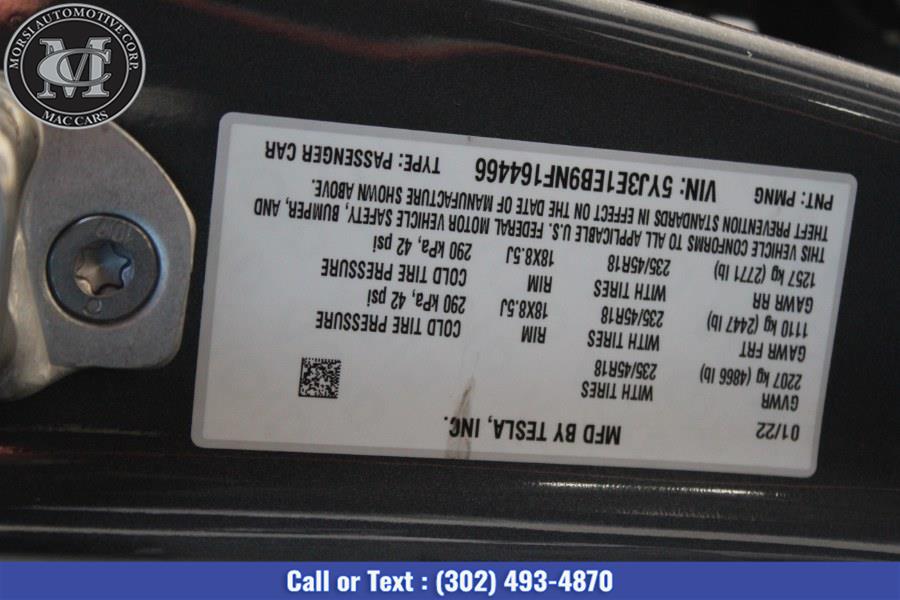 MORSI AUTOMOTIVE CORP.
MC
MAC CARS
MFD BY TESLA, INC. 01/22
GVWR WITH TIRES
2207 kg (4866 lb) 235/45R18
GAWR FRT WITH TIRES RIM COLD TIRE PRESSURE
1110 kg (2447 lb) 235/45R18 18X8.5J 290 kPa, 42 psi
GAWR RR WITH TIRES RIM COLD TIRE PRESSURE
1257 kg (2771 lb) 235/45R18 18X8.5J 290 kPa, 42 psi
THIS VEHICLE CONFORMS TO ALL APPLICABLE U.S. FEDERAL MOTOR VEHICLE SAFETY, BUMPER, AND
THEFT PREVENTION STANDARDS IN EFFECT ON THE DATE OF MANUFACTURE SHOWN ABOVE.
PNT: PMNG VIN: 5YJ3E1EB9NF164466 TYPE: PASSENGER CAR
10.9
Call or Text : (302) 493-4870